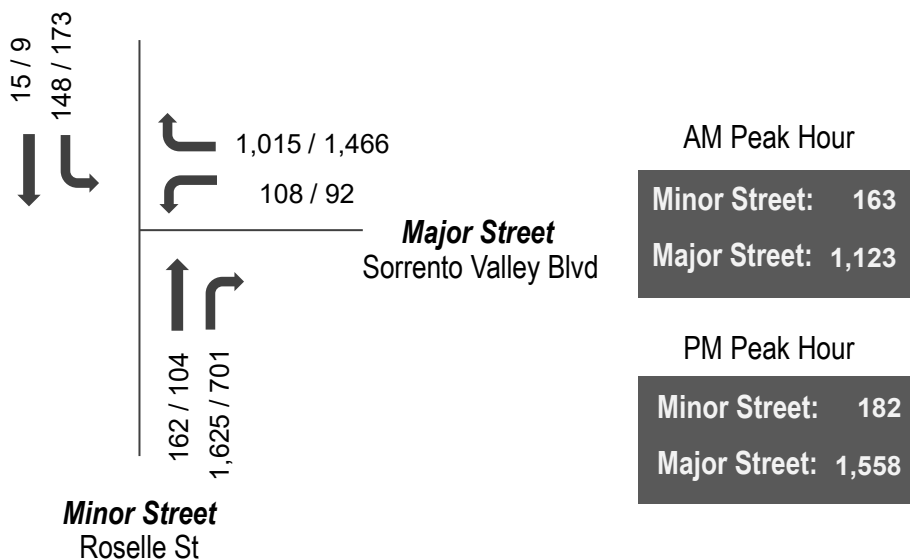 15 / 9
148 / 173
1,015 / 1,466
108 / 92
Major Street
Sorrento Valley Blvd
162 / 104
1,625 / 701
Minor Street
Roselle St
AM Peak Hour
Minor Street: 163
Major Street: 1,123
PM Peak Hour
Minor Street: 182
Major Street: 1,558